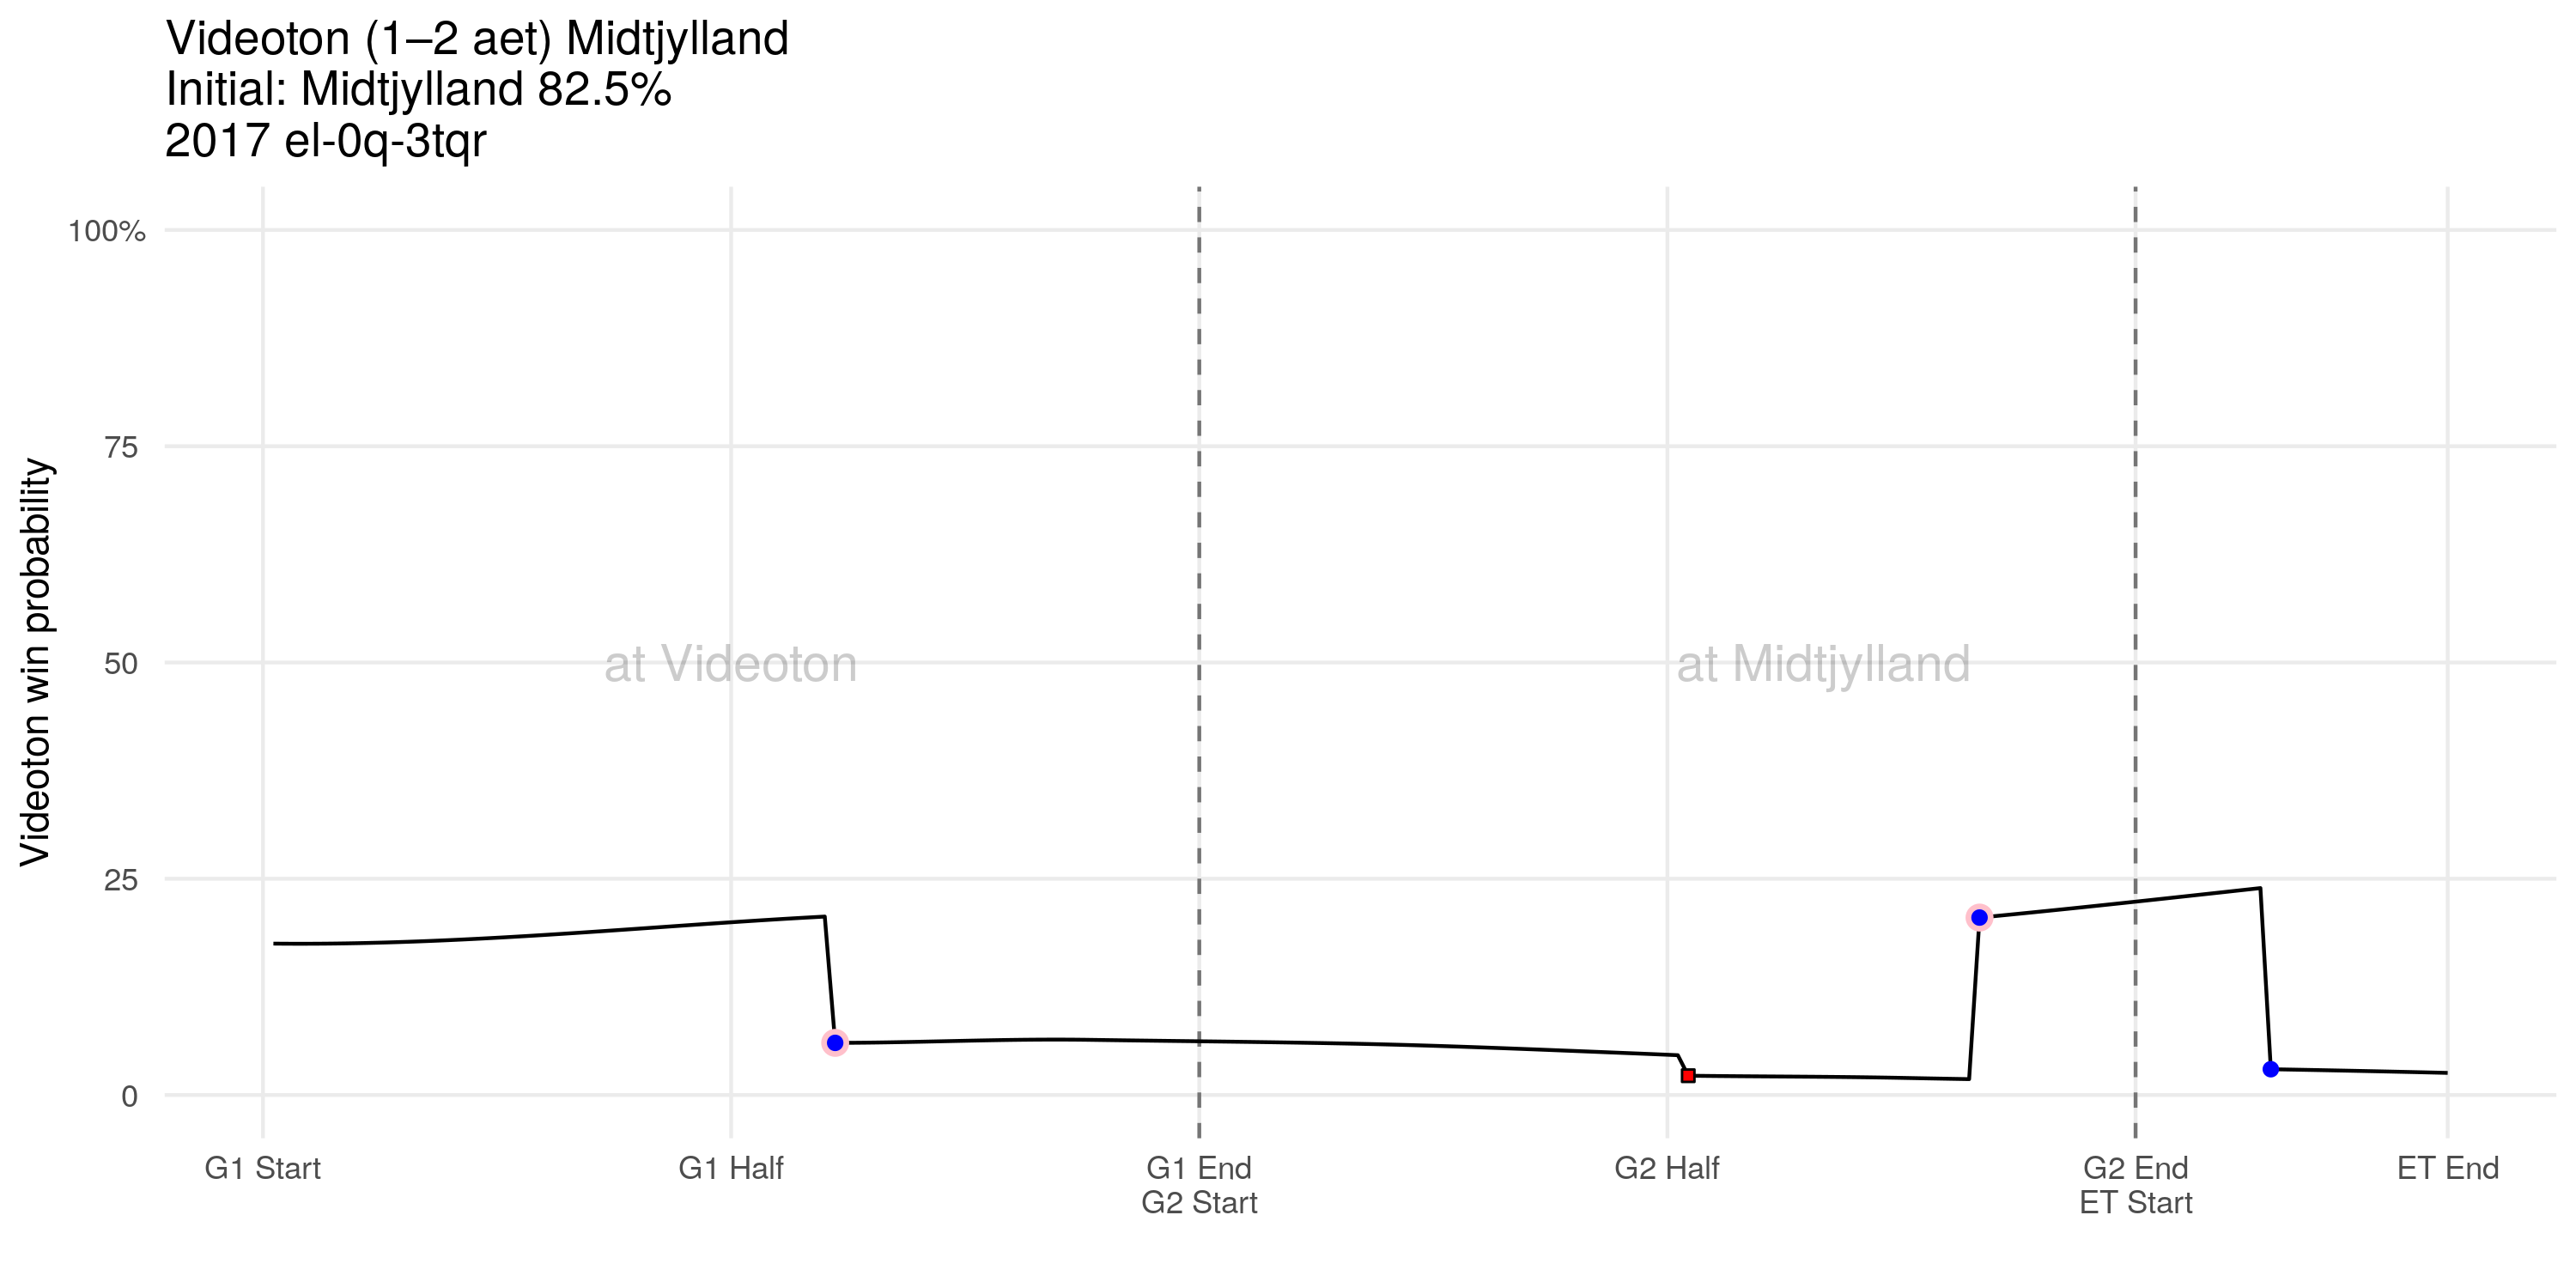 Videoton (1–2 aet) Midtjylland
Initial: Midtjylland 82.5%
2017 el-0q-3tqr
Videoton win probability
100%
75
50
25
0
at Videoton
at Midtjylland
G1 Start
G1 Half
G1 End
G2 Start
G2 Half
G2 End
ET Start
ET End